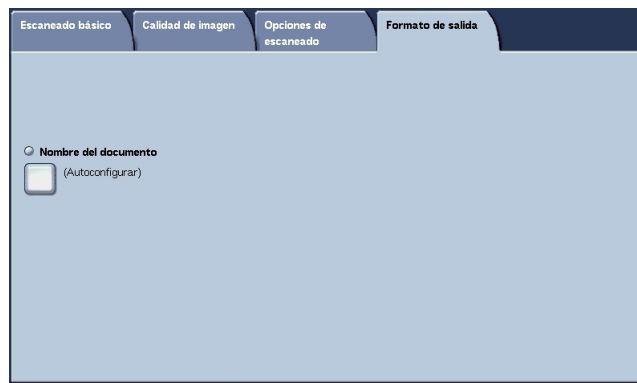 Escaneado básico
Calidad de imagen
Opciones de
escaneado
Formato de salida
Nombre del documento
(Autoconfigurar)